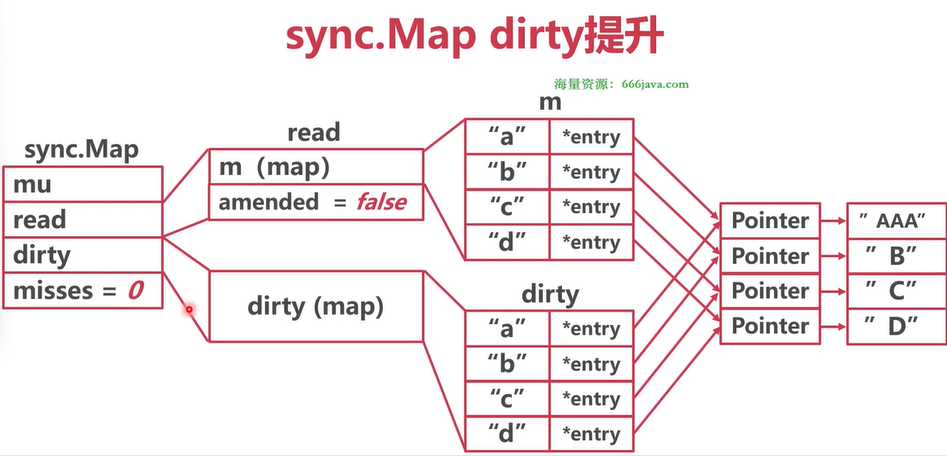 sync.Map dirty提升
海量资源：666java.com
sync.Map
mu
read
dirty
misses = 0
read
m（map)
amended = false
dirty (map)
m
“a” *entry
“b” *entry
“c” *entry
“d” *entry
dirty
“a” *entry
“b” *entry
“c” *entry
“d” *entry
Pointer ” AAA”
Pointer ” B”
Pointer ” C”
Pointer ” D”